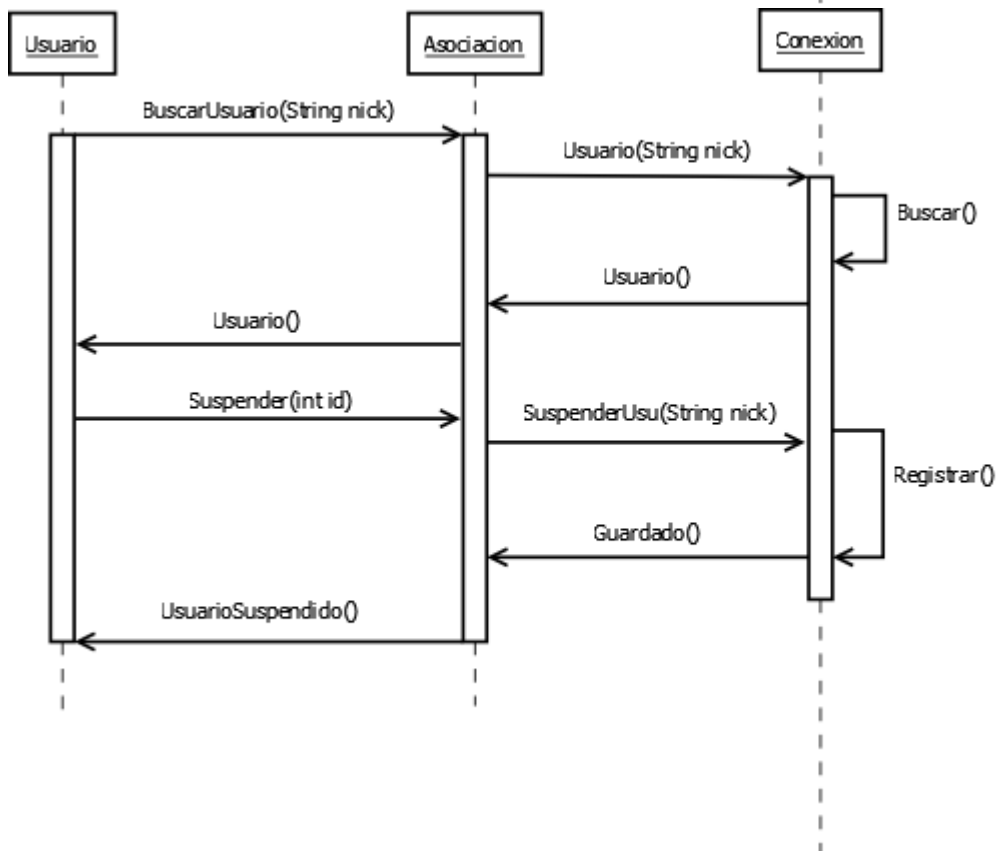 Usuario
Asociacion
Conexion
BuscarUsuario(String nick)
Usuario(String nick)
Buscar()
Usuario()
Usuario()
Suspender(int id)
SuspenderUsu(String nick)
Registrar()
Guardado()
UsuarioSuspendido()